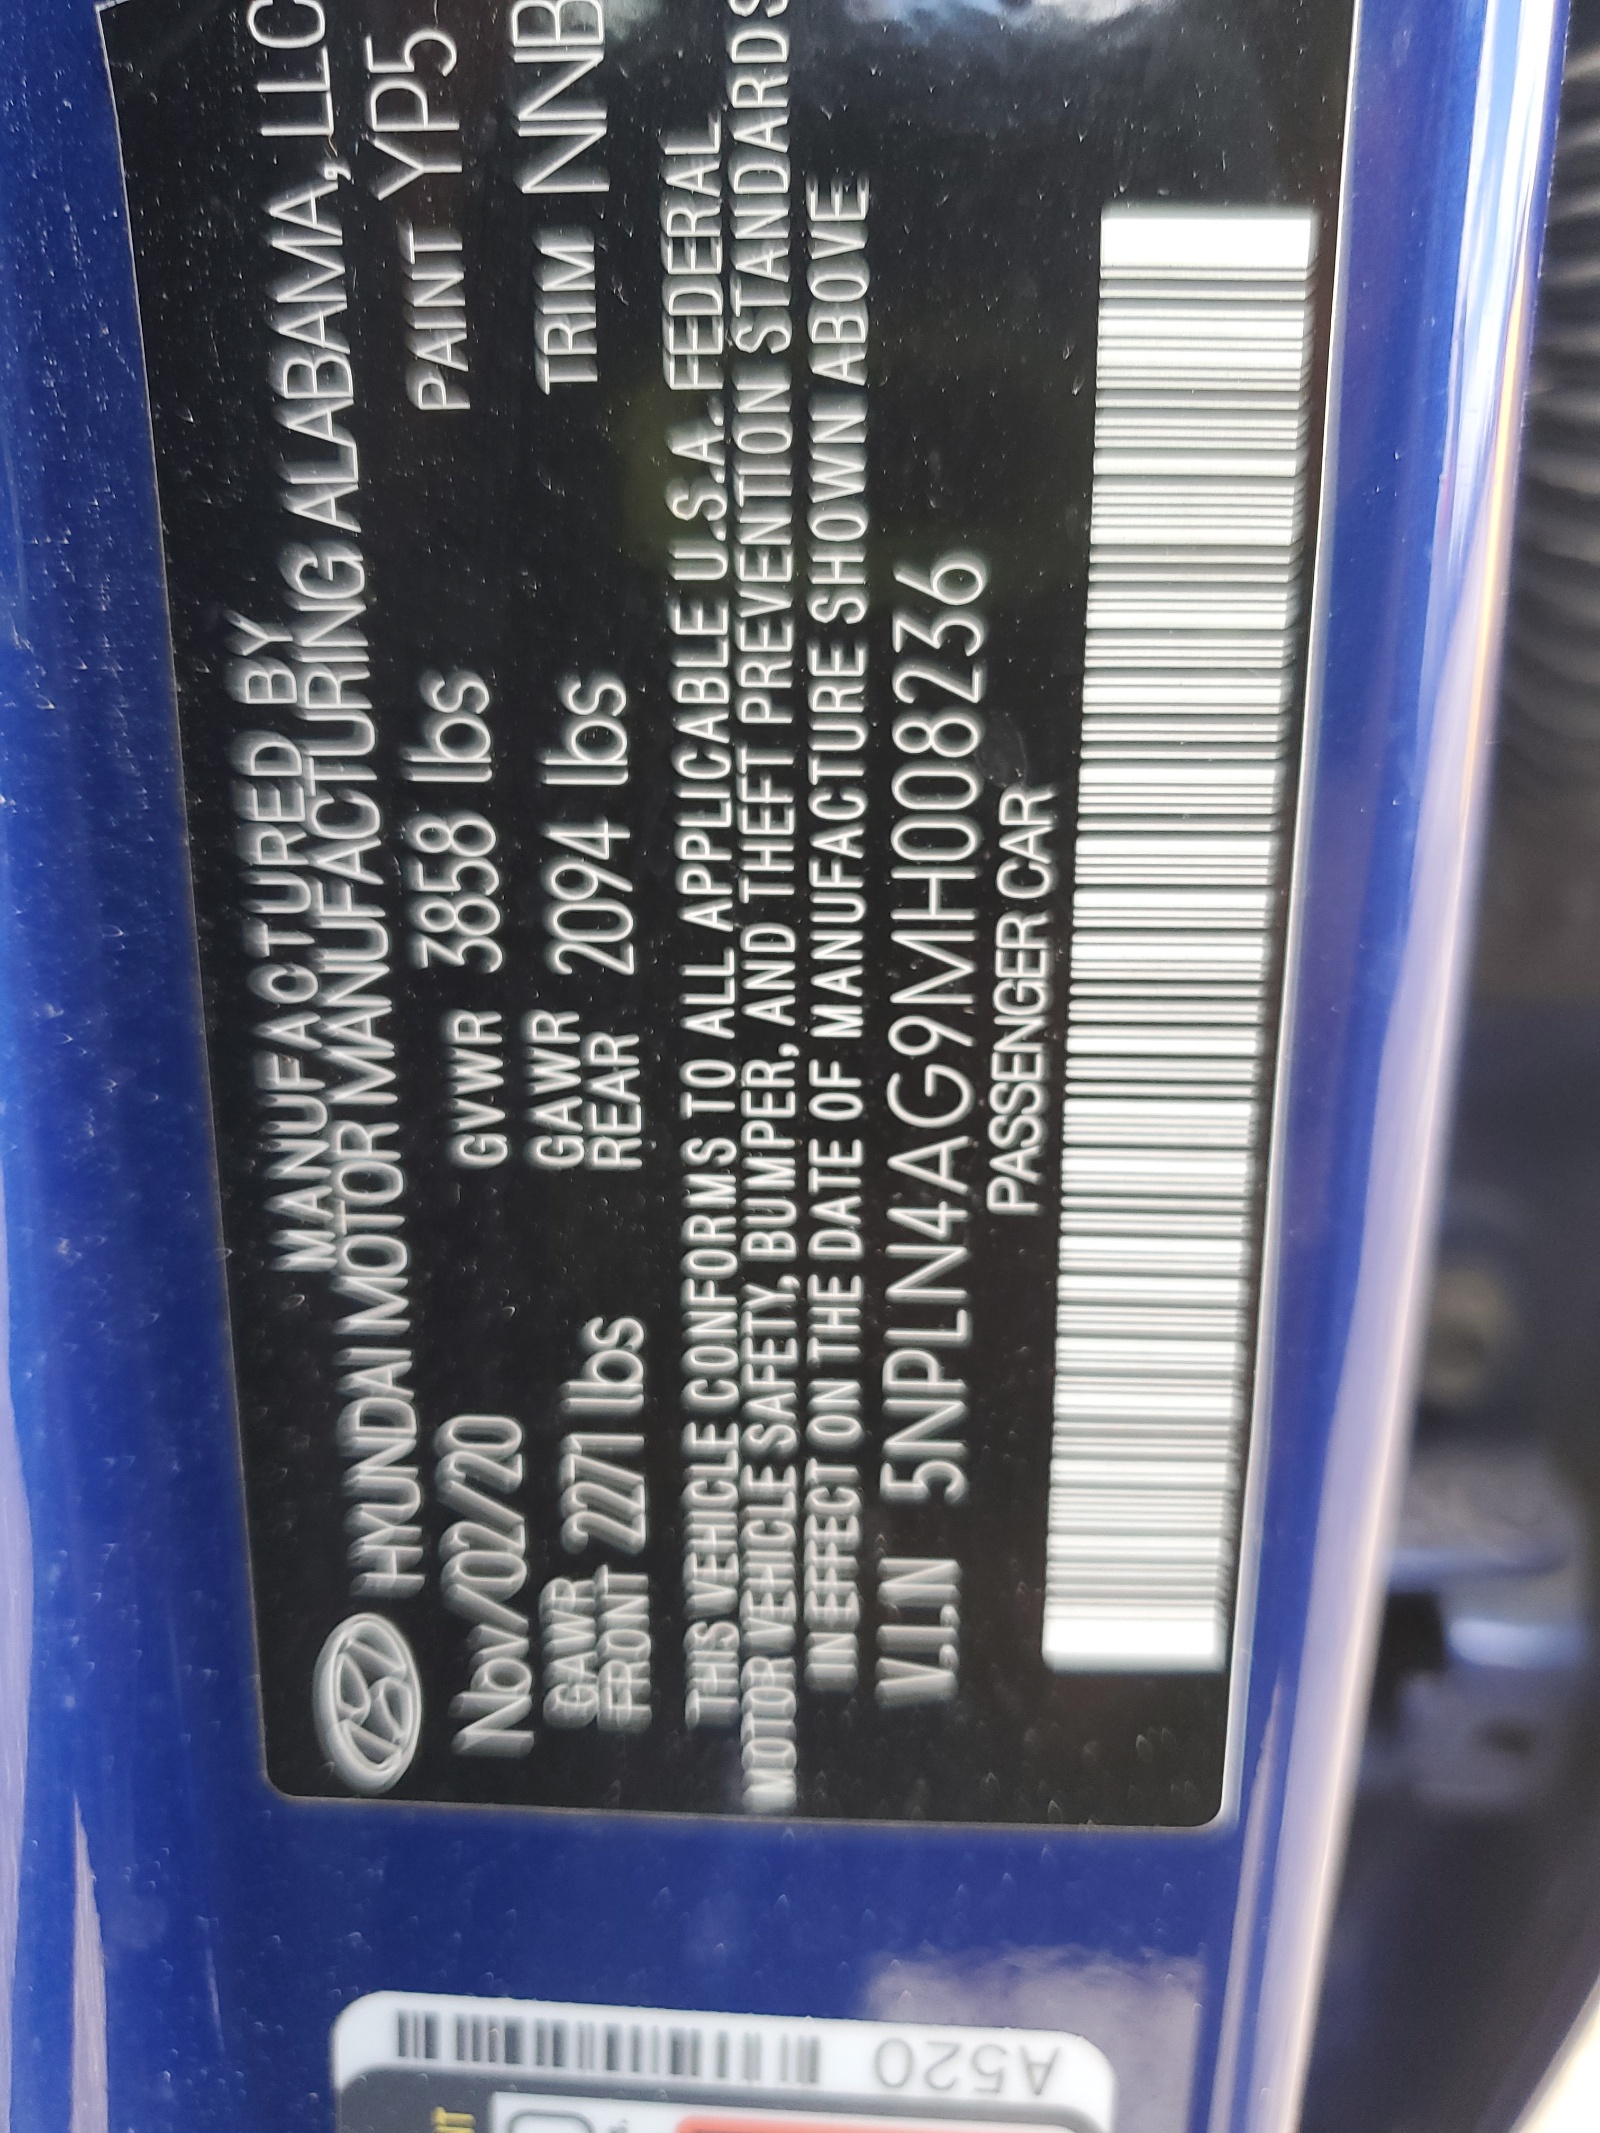 MANUFACTURED BY
HYUNDAI MOTOR MANUFACTURING ALABAMA, LLC
Nov/02/20 GVWR 3858 lbs PAINT YP5
GAWR FRONT 2271 lbs GAWR REAR 2094 lbs TRIM NNB
THIS VEHICLE CONFORMS TO ALL APPLICABLE U.S.A. FEDERAL
MOTOR VEHICLE SAFETY, BUMPER, AND THEFT PREVENTION STANDARDS
IN EFFECT ON THE DATE OF MANUFACTURE SHOWN ABOVE
V.I.N 5NPLN4AG9MH008236
PASSENGER CAR
A520